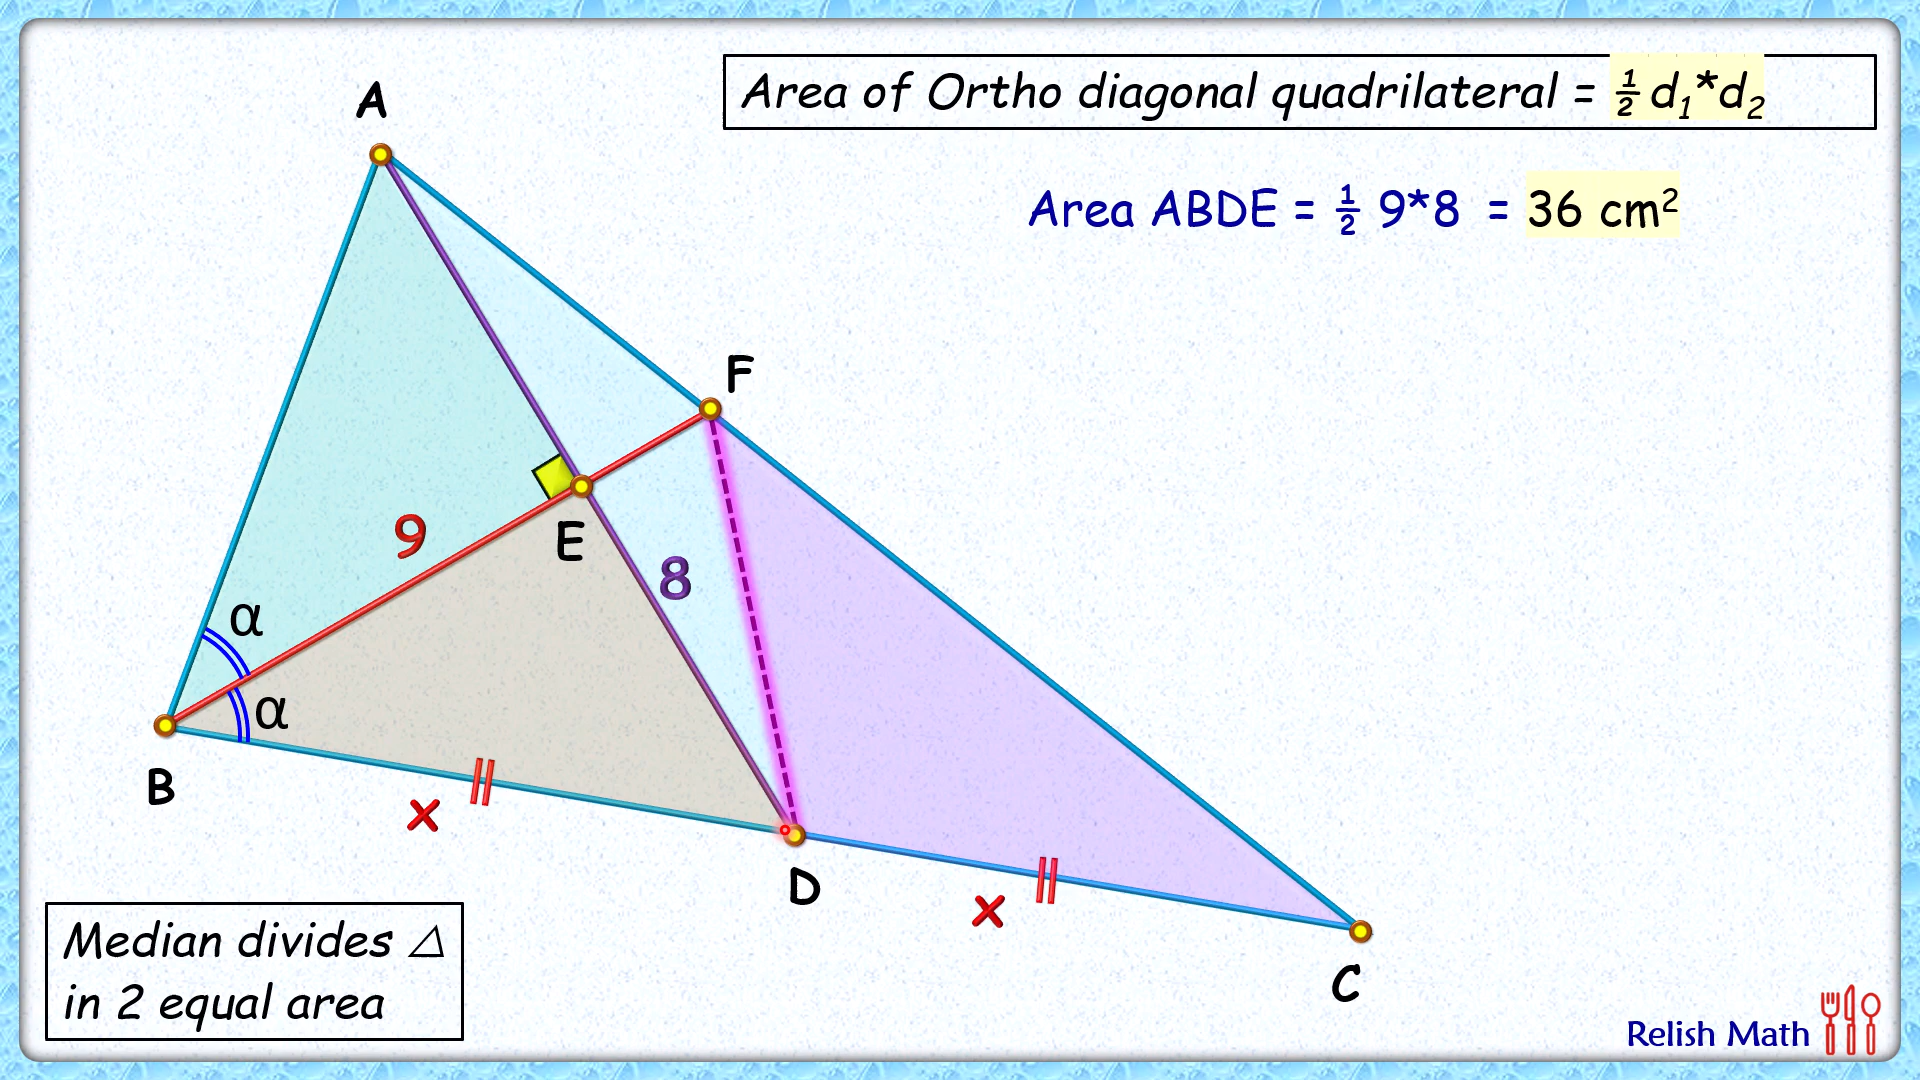 A
Area of Ortho diagonal quadrilateral = ½ d₁*d₂
Area ABDE = ½ 9*8 = 36 cm²
F
9
E
8
α
α
B
x
D
x
C
Median divides △
in 2 equal area
Relish Math